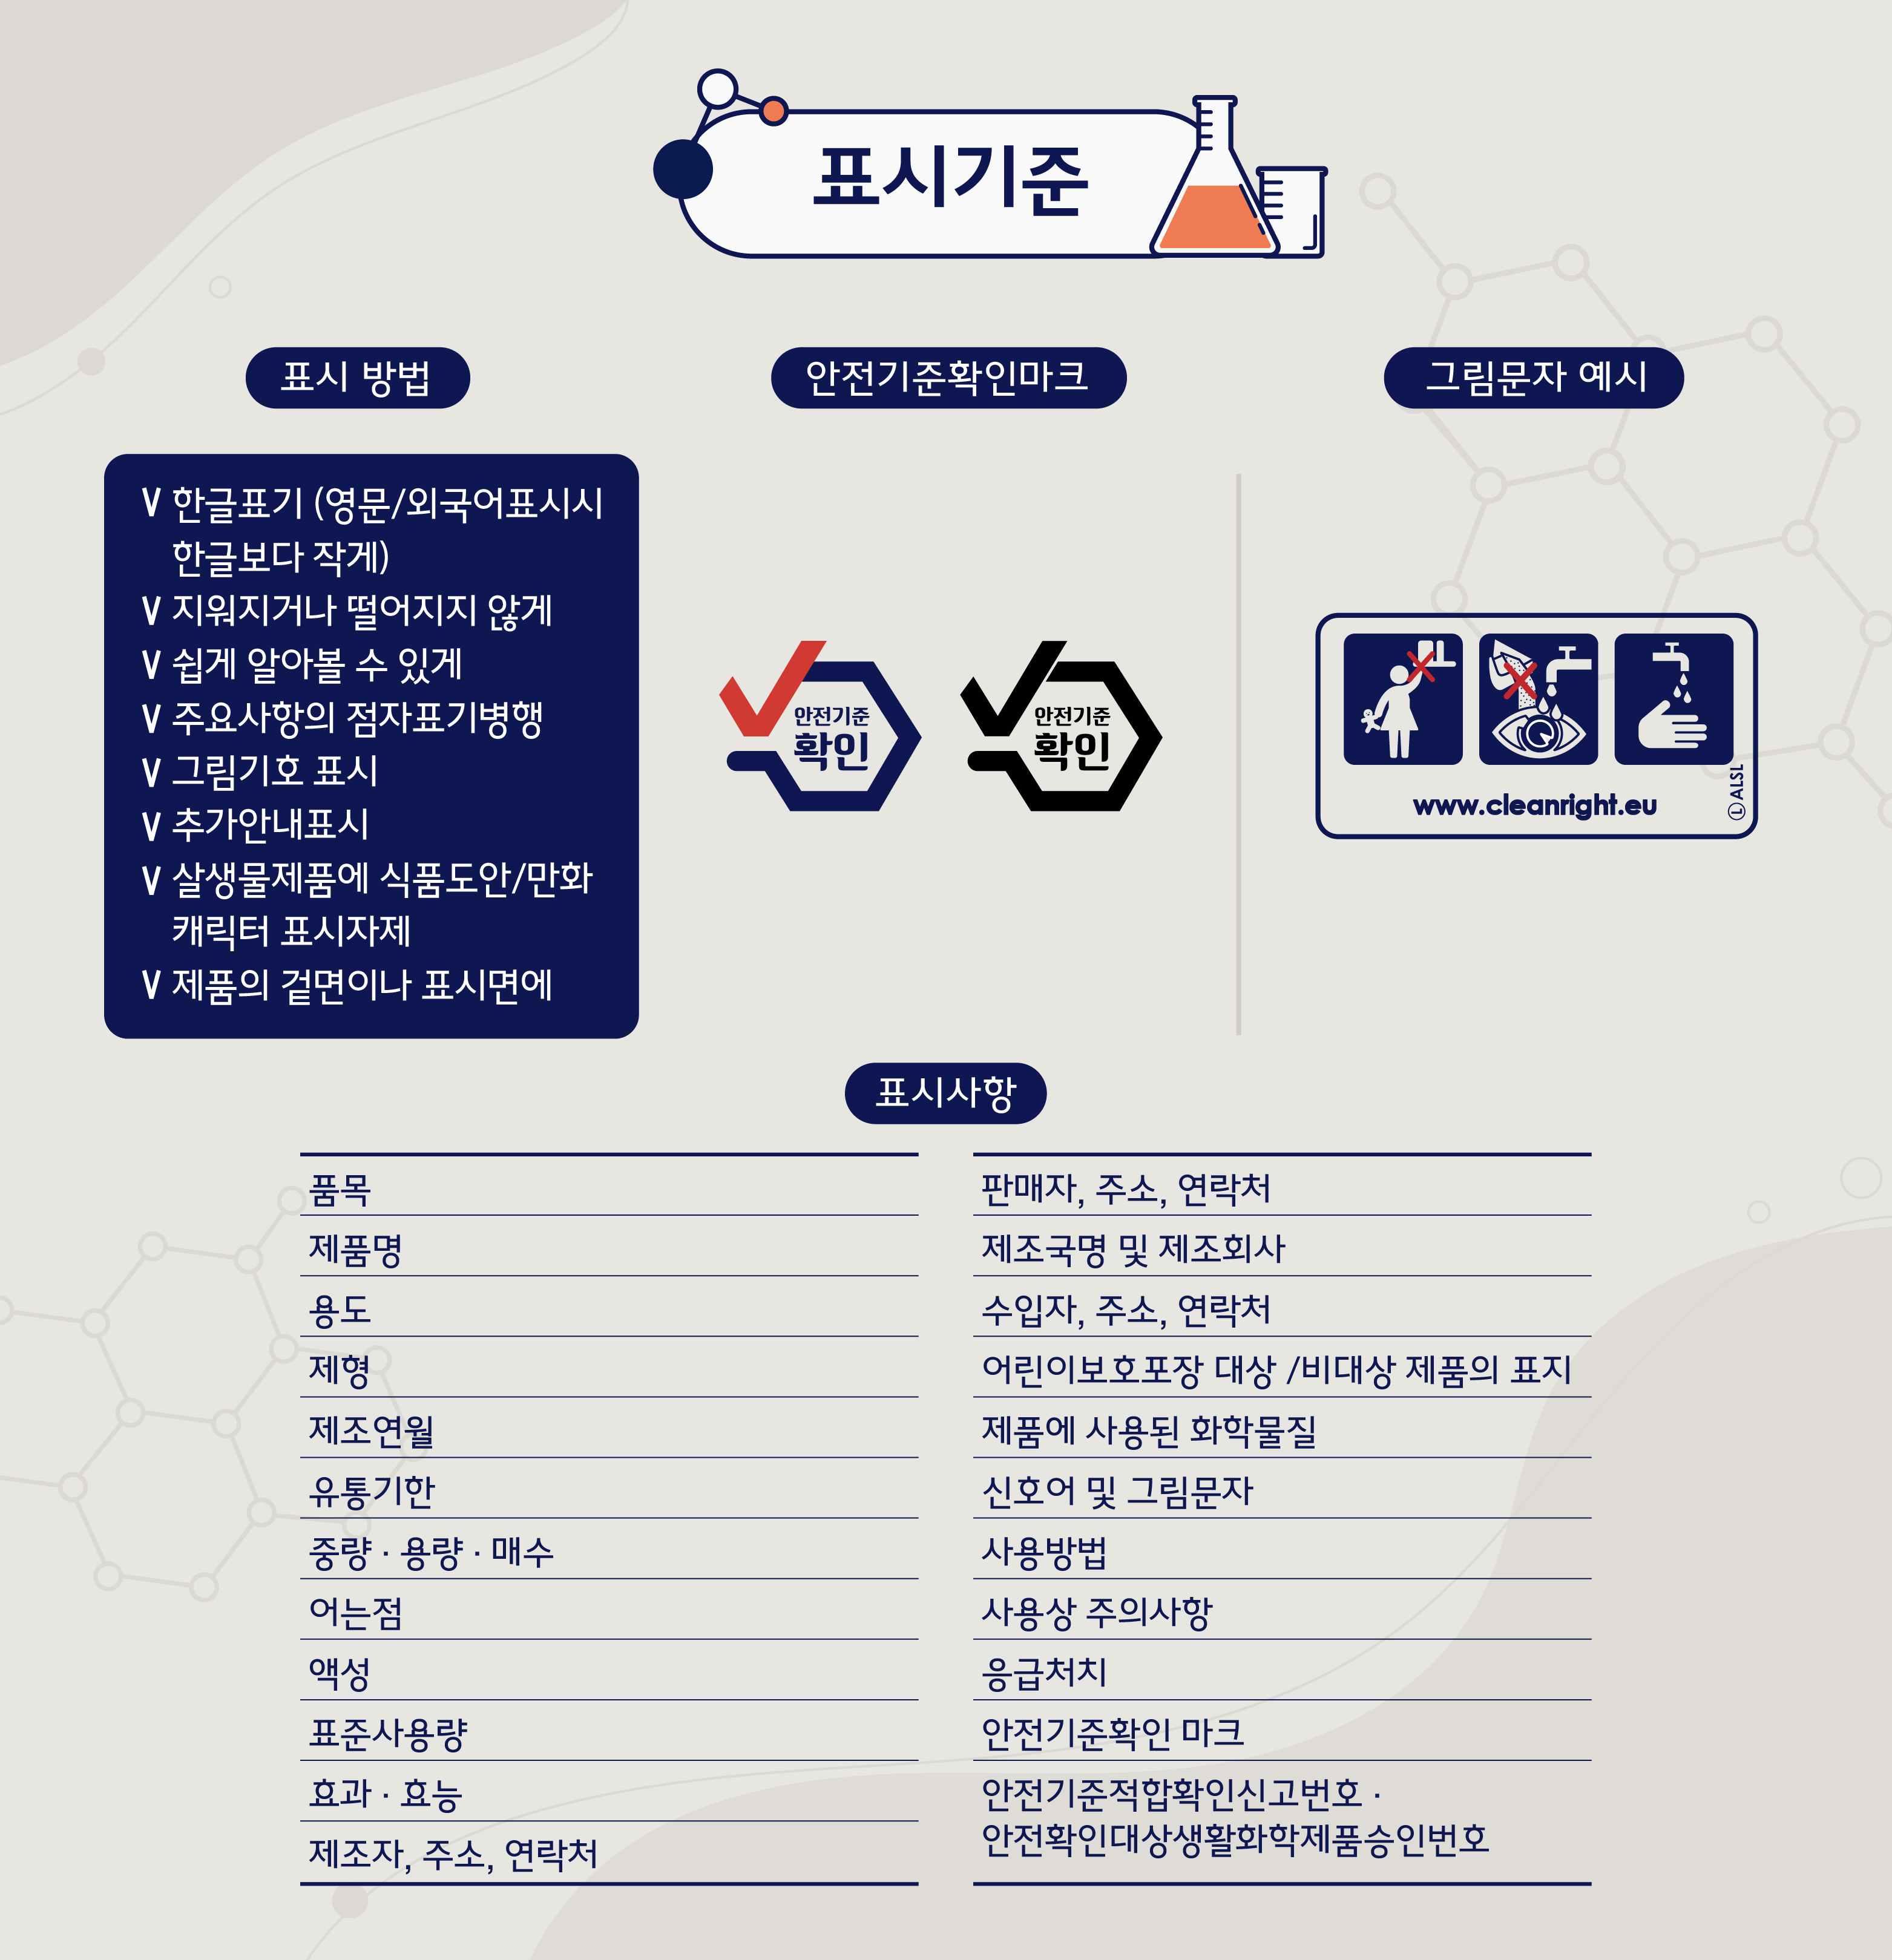 표시기준
표시 방법
V 한글표기 (영문/외국어표시시
한글보다 작게)
V 지워지거나 떨어지지 않게
V 쉽게 알아볼 수 있게
V 주요사항의 점자표기병행
V 그림기호 표시
V 추가안내표시
V 살생물제품에 식품도안/만화
캐릭터 표시자제
V 제품의 겉면이나 표시면에
안전기준확인마크
안전기준
확인
안전기준
확인
그림문자 예시
www.cleanright.eu
Ⓛ AISL
표시사항
품목
제품명
용도
제형
제조연월
유통기한
중량 · 용량 · 매수
어는점
액성
표준사용량
효과 · 효능
제조자, 주소, 연락처
판매자, 주소, 연락처
제조국명 및 제조회사
수입자, 주소, 연락처
어린이보호포장 대상 /비대상 제품의 표지
제품에 사용된 화학물질
신호어 및 그림문자
사용방법
사용상 주의사항
응급처치
안전기준확인 마크
안전기준적합확인신고번호 ·
안전확인대상생활화학제품승인번호